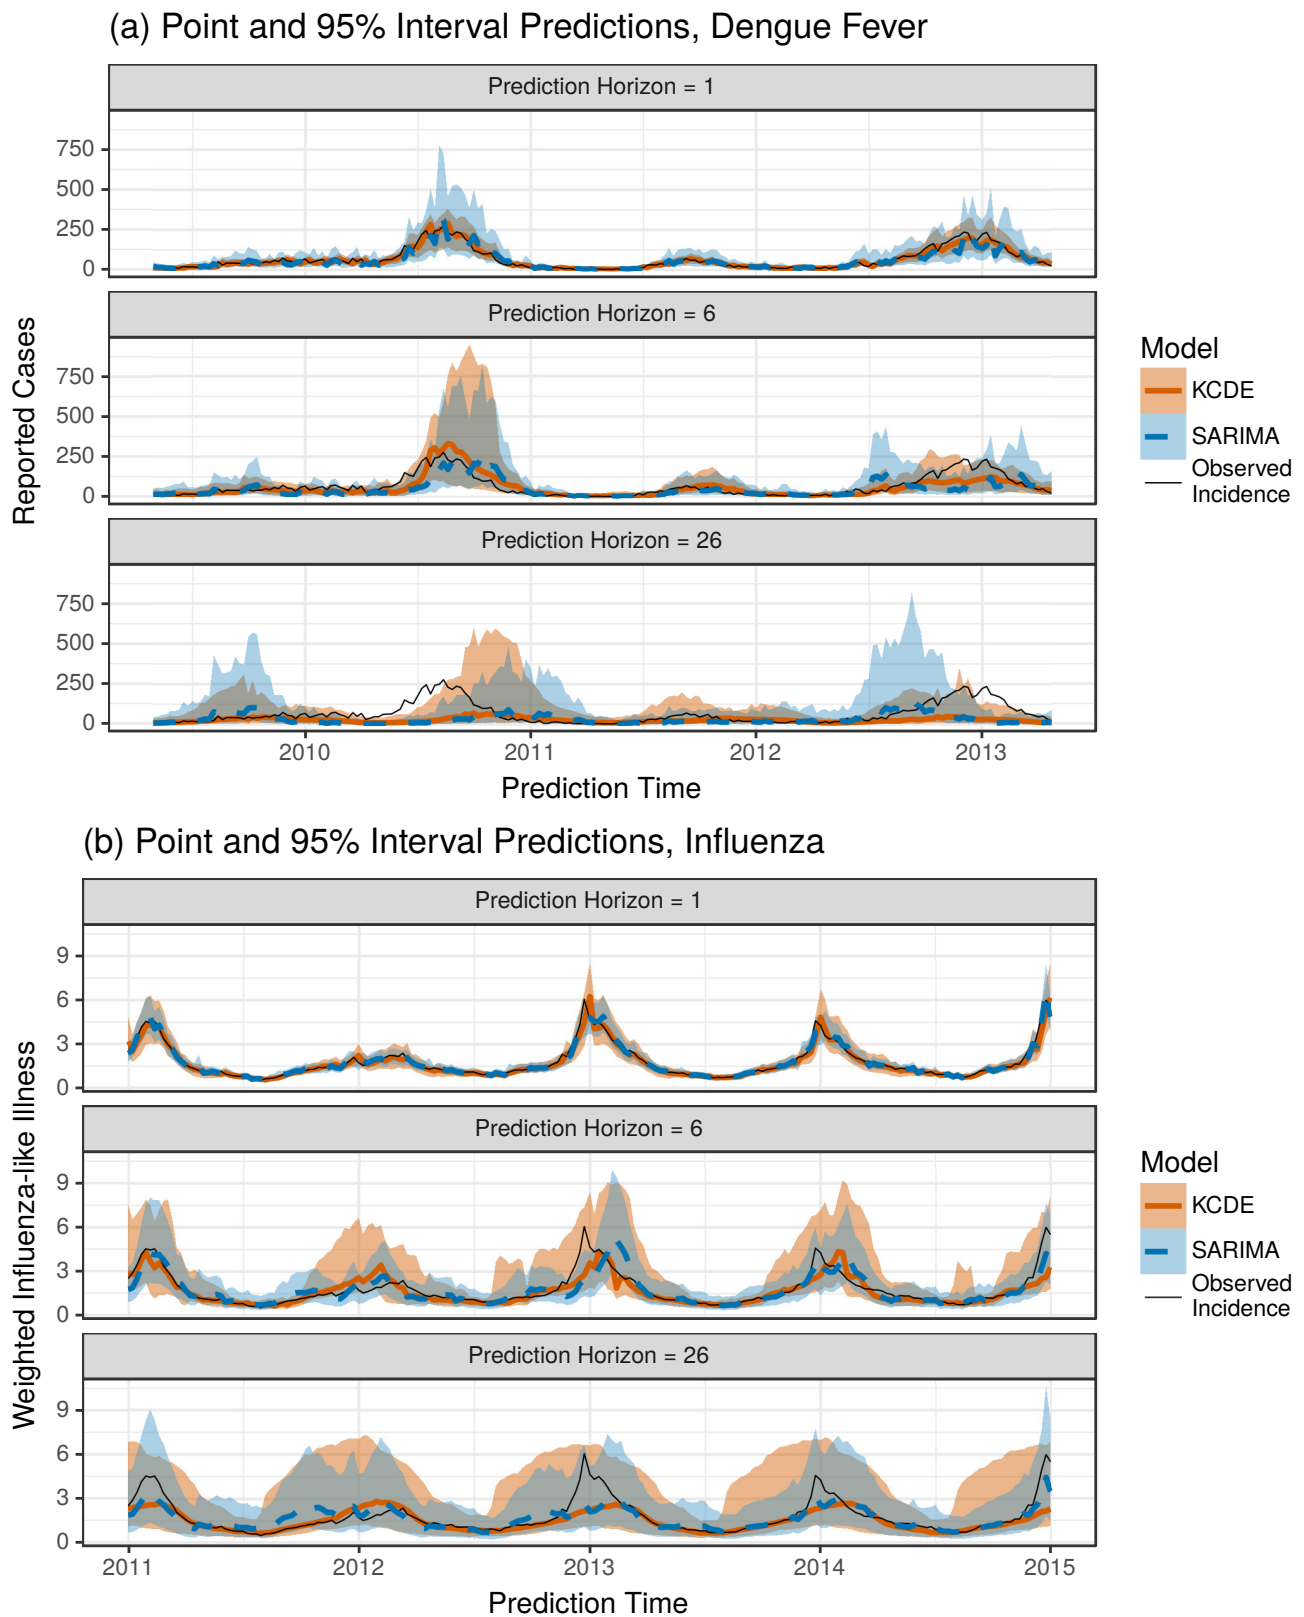 (a) Point and 95% Interval Predictions, Dengue Fever
Prediction Horizon = 1
750
500
250
0
Prediction Horizon = 6
750
500
250
0
Prediction Horizon = 26
750
500
250
0
Reported Cases
2010
2011
2012
2013
Prediction Time
Model
KCDE
SARIMA
Observed
Incidence
(b) Point and 95% Interval Predictions, Influenza
Prediction Horizon = 1
9
6
3
0
Prediction Horizon = 6
9
6
3
0
Prediction Horizon = 26
9
6
3
0
Weighted Influenza-like Illness
2011
2012
2013
2014
2015
Prediction Time
Model
KCDE
SARIMA
Observed
Incidence